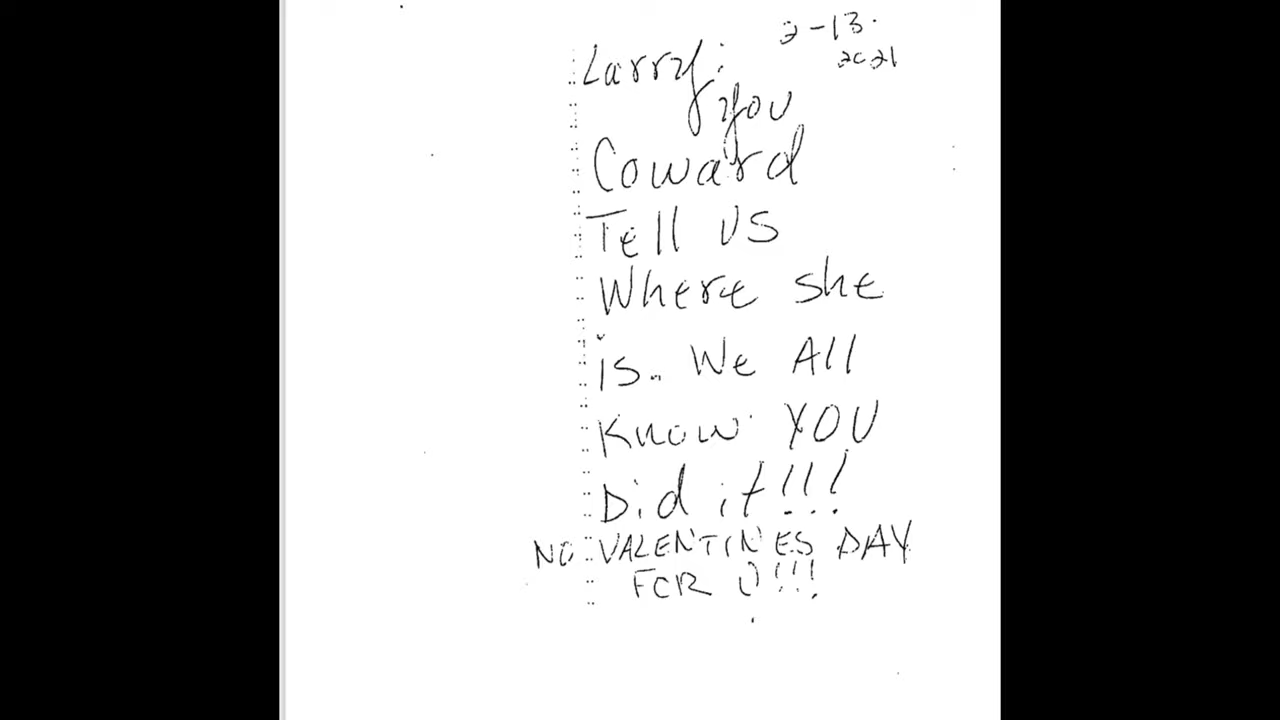 2-13.
2021
Larry:
you
Coward
Tell US
Where she
is.. We All
Know YOU
Did it!!!
NO VALENTINES DAY
FOR U!!!